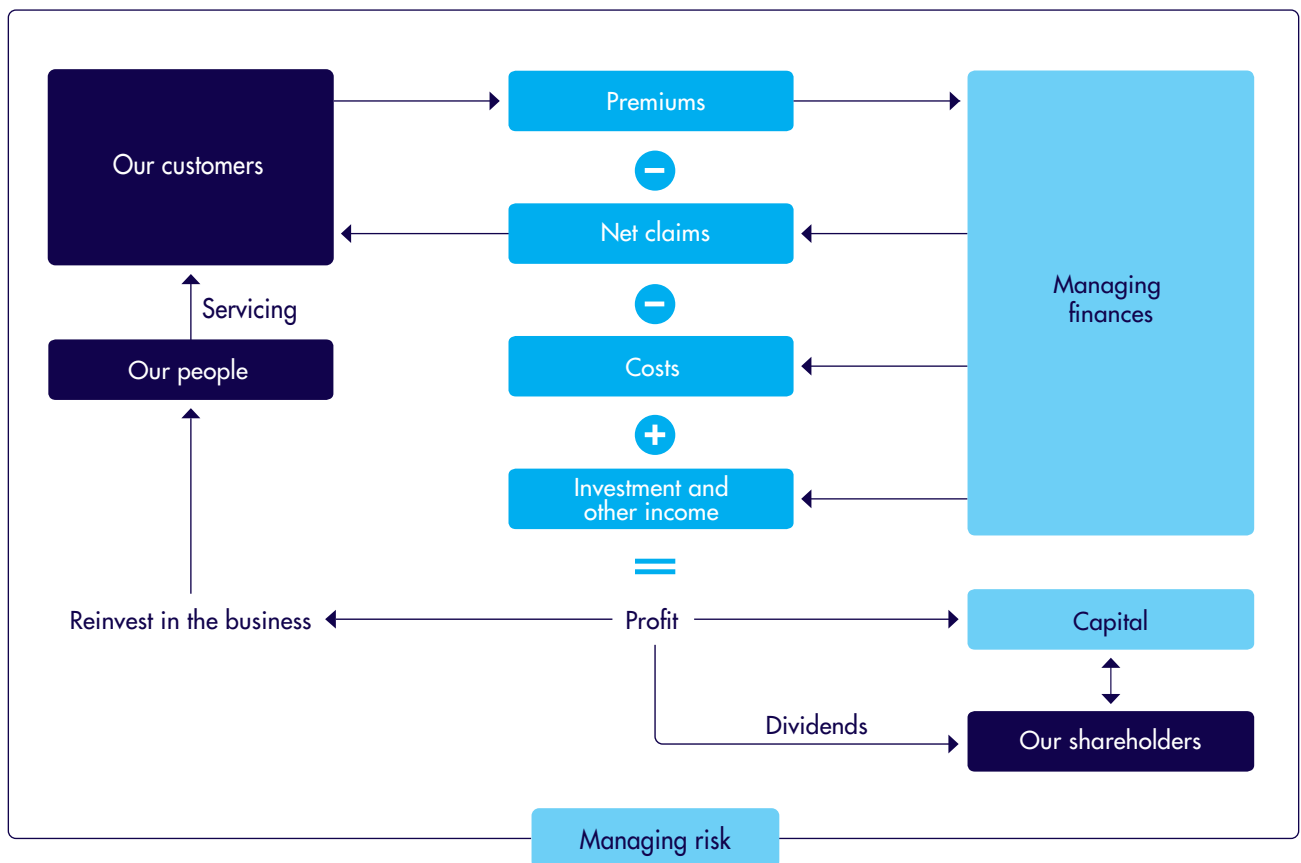 Our customers
Premiums
−
Net claims
Servicing
−
Managing
finances
Our people
Costs
+
Investment and
other income
=
Reinvest in the business
Profit
Capital
Dividends
Our shareholders
Managing risk